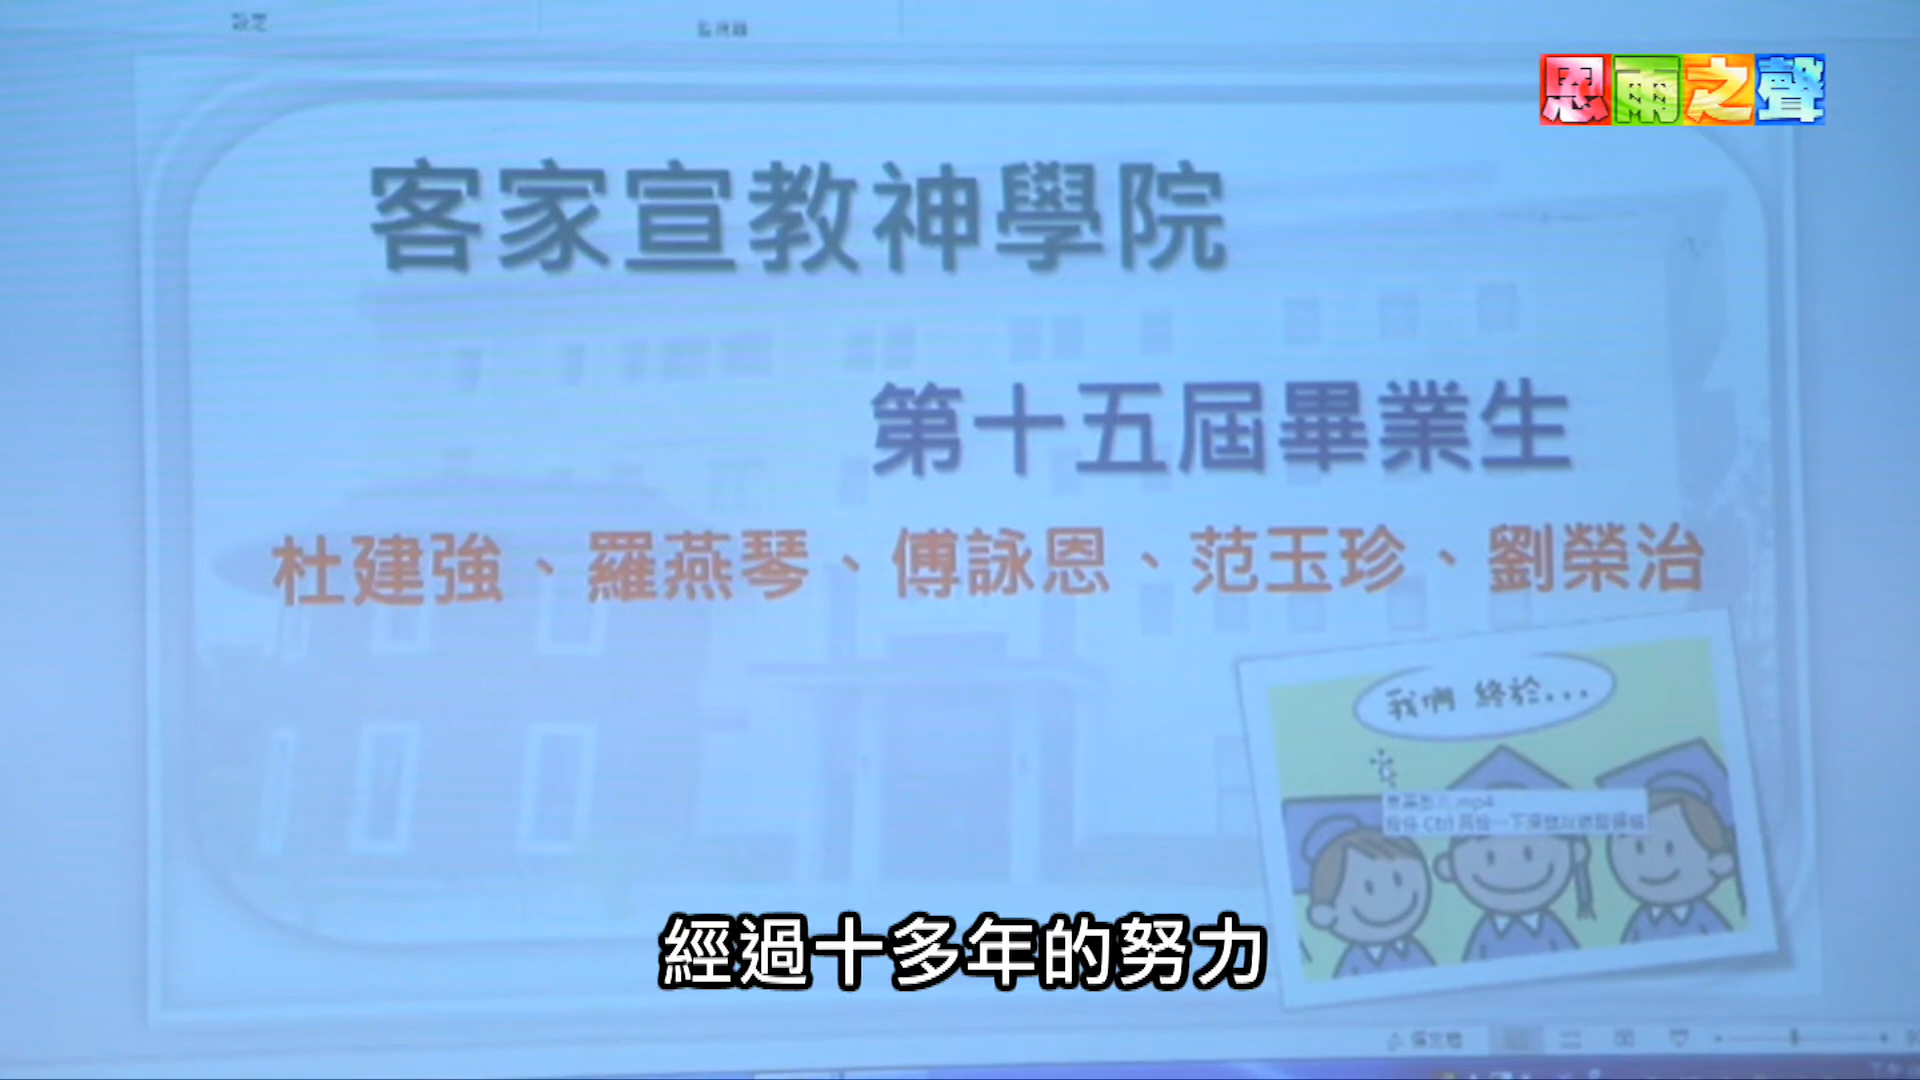 恩雨之聲
客家宣教神學院
第十五屆畢業生
杜建強、羅燕琴、傅詠恩、范玉珍、劉榮治
我們 終於...
經過十多年的努力